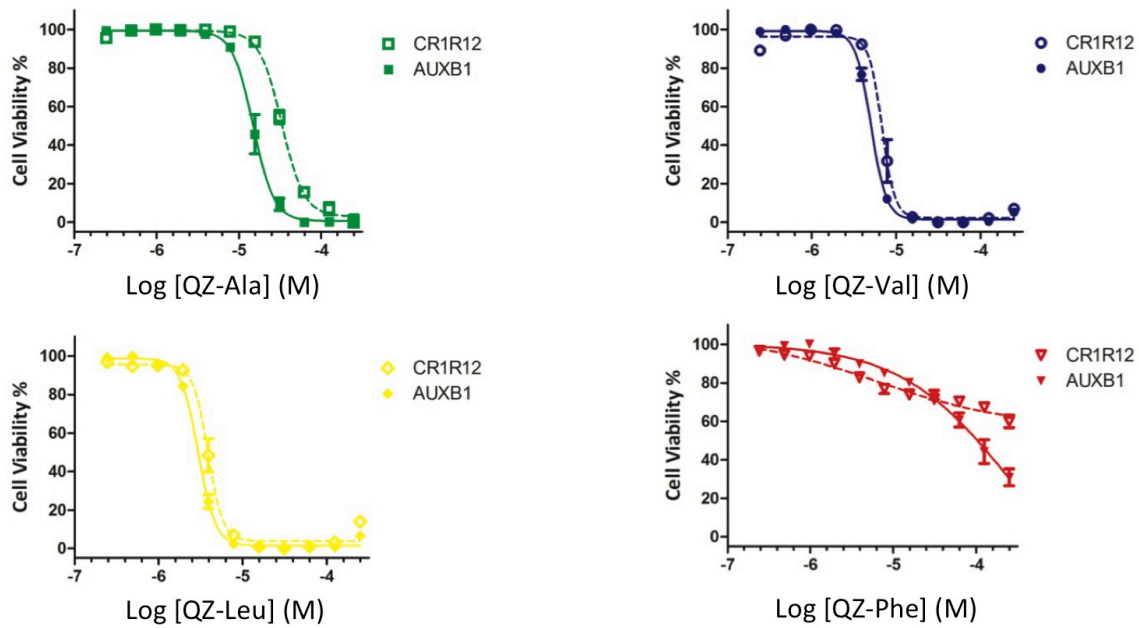 Cell Viability %
100
80
60
40
20
0
-7
-6
-5
-4
Log [QZ-Ala] (M)
CR1R12
AUXB1
Cell Viability %
100
80
60
40
20
0
-7
-6
-5
-4
Log [QZ-Val] (M)
CR1R12
AUXB1
Cell Viability %
100
80
60
40
20
0
-7
-6
-5
-4
Log [QZ-Leu] (M)
CR1R12
AUXB1
Cell Viability %
100
80
60
40
20
0
-7
-6
-5
-4
Log [QZ-Phe] (M)
CR1R12
AUXB1